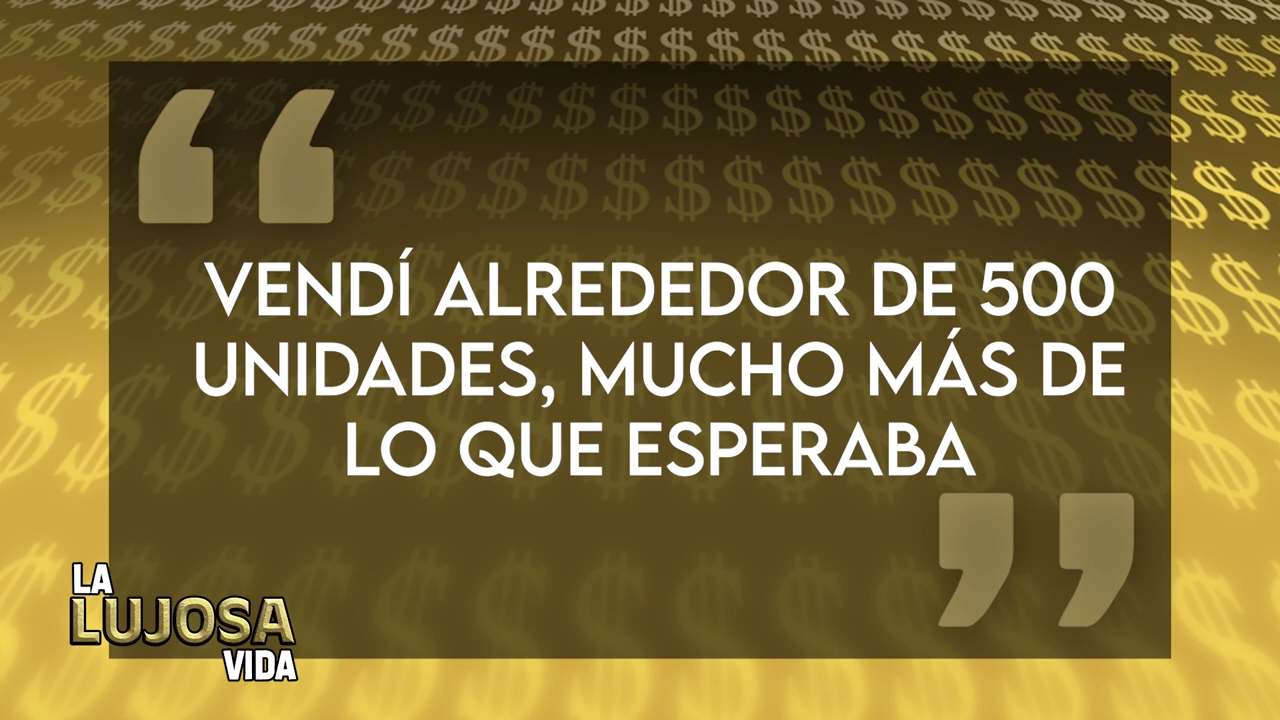 “
VENDÍ ALREDEDOR DE 500
UNIDADES, MUCHO MÁS DE
LO QUE ESPERABA
”
LA
LUJOSA
VIDA